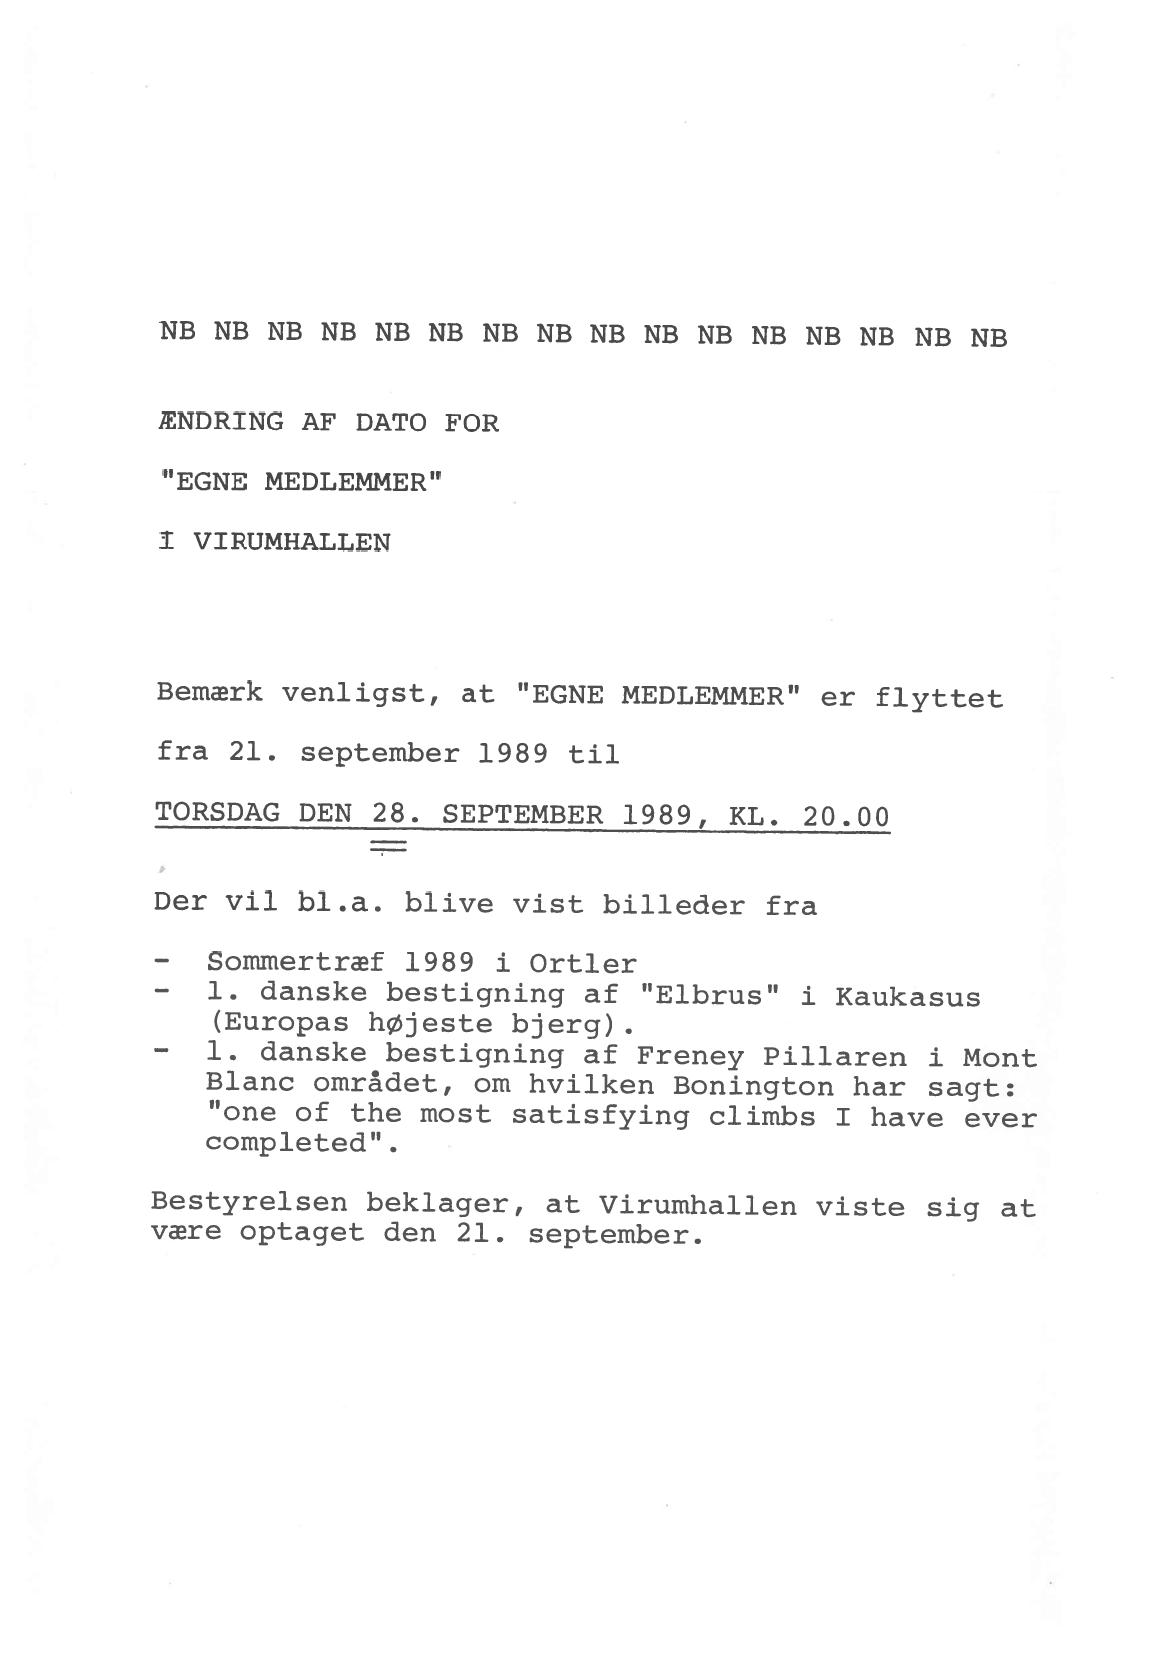 NB NB NB NB NB NB NB NB NB NB NB NB NB NB NB NB
ÆNDRING AF DATO FOR
"EGNE MEDLEMMER"
I VIRUMHALLEN
Bemærk venligst, at "EGNE MEDLEMMER" er flyttet
fra 21. september 1989 til
TORSDAG DEN 28. SEPTEMBER 1989, KL. 20.00
Der vil bl.a. blive vist billeder fra
- Sommertræf 1989 i Ortler
- 1. danske bestigning af "Elbrus" i Kaukasus
(Europas højeste bjerg).
- 1. danske bestigning af Freney Pillaren i Mont
Blanc området, om hvilken Bonington har sagt:
"one of the most satisfying climbs I have ever
completed".
Bestyrelsen beklager, at Virumhallen viste sig at
være optaget den 21. september.